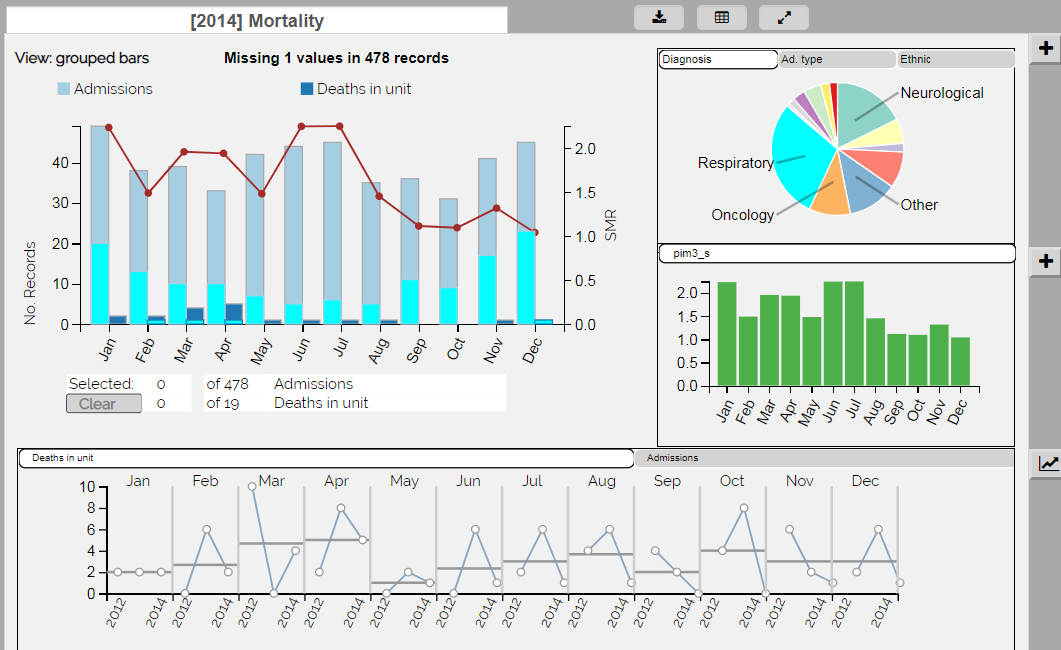 [2014] Mortality
View: grouped bars
Missing 1 values in 478 records
Admissions
Deaths in unit
No. Records
40
30
20
10
0
SMR
2.0
1.5
1.0
0.5
0.0
Jan Feb Mar Apr May Jun Jul Aug Sep Oct Nov Dec
Selected: 0 of 478 Admissions
Clear 0 of 19 Deaths in unit
Diagnosis Ad. type Ethnic
Neurological
Respiratory
Oncology
Other
pim3_s
2.0
1.5
1.0
0.5
0.0
Jan Feb Mar Apr May Jun Jul Aug Sep Oct Nov Dec
Deaths in unit Admissions
Jan Feb Mar Apr May Jun Jul Aug Sep Oct Nov Dec
10
8
6
4
2
0
2012 2014 2012 2014 2012 2014 2012 2014 2012 2014 2012 2014 2012 2014 2012 2014 2012 2014 2012 2014 2012 2014 2012 2014